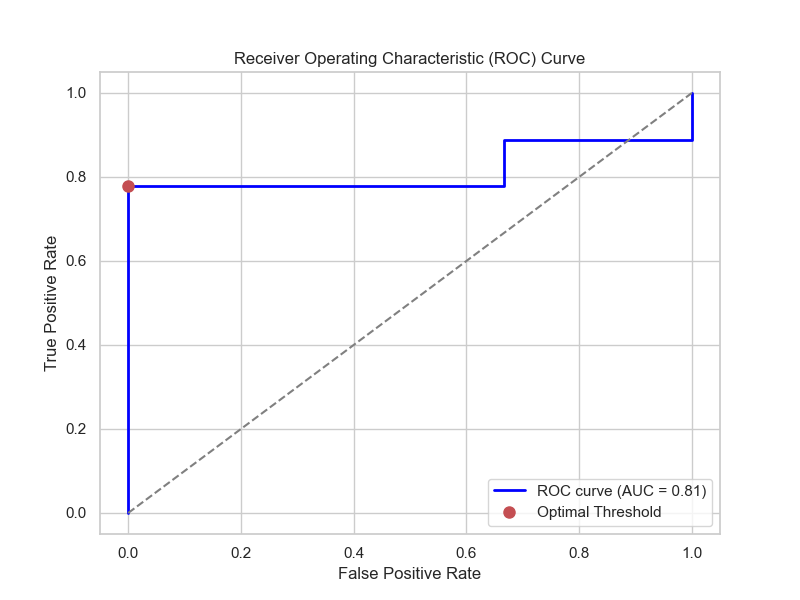 Receiver Operating Characteristic (ROC) Curve
1.0
0.8
0.6
0.4
0.2
0.0
True Positive Rate
0.0 0.2 0.4 0.6 0.8 1.0
False Positive Rate
ROC curve (AUC = 0.81)
Optimal Threshold